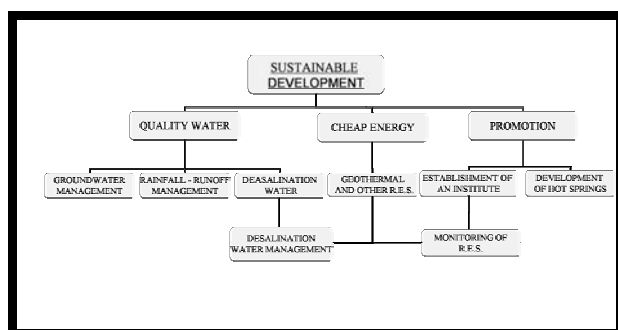 SUSTAINABLE
DEVELOPMENT
QUALITY WATER
CHEAP ENERGY
PROMOTION
GROUNDWATER
MANAGEMENT
RAINFALL - RUNOFF
MANAGEMENT
DEASALINATION
WATER
GEOTHERMAL
AND OTHER R.E.S.
ESTABLISHMENT OF
AN INSTITUTE
DEVELOPMENT
OF HOT SPRINGS
DESALINATION
WATER MANAGEMENT
MONITORING OF
R.E.S.